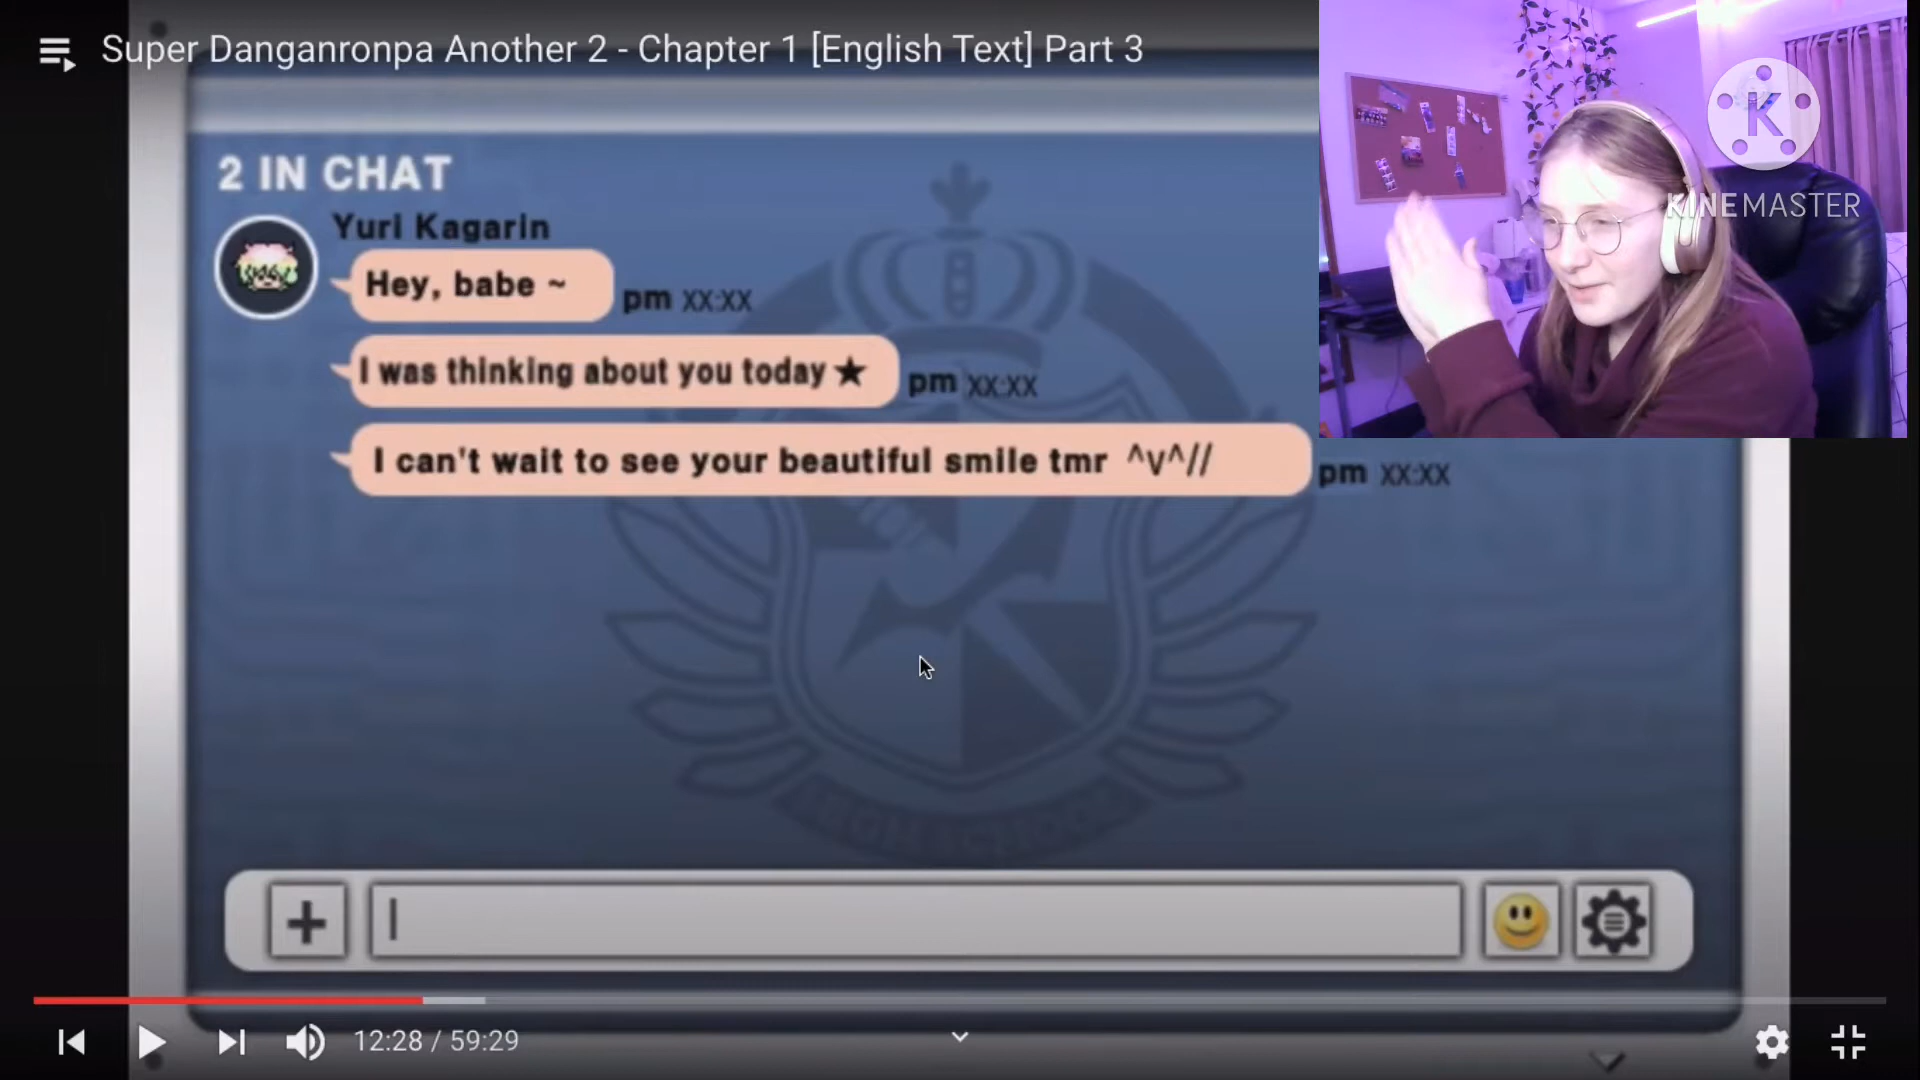 Super Danganronpa Another 2 - Chapter 1 [English Text] Part 3
K
KINEMASTER
2 IN CHAT
Yuri Kagarin
Hey, babe ~
pm XX:XX
I was thinking about you today ★
pm XX:XX
I can't wait to see your beautiful smile tmr ^v^//
pm XX:XX
12:28 / 59:29